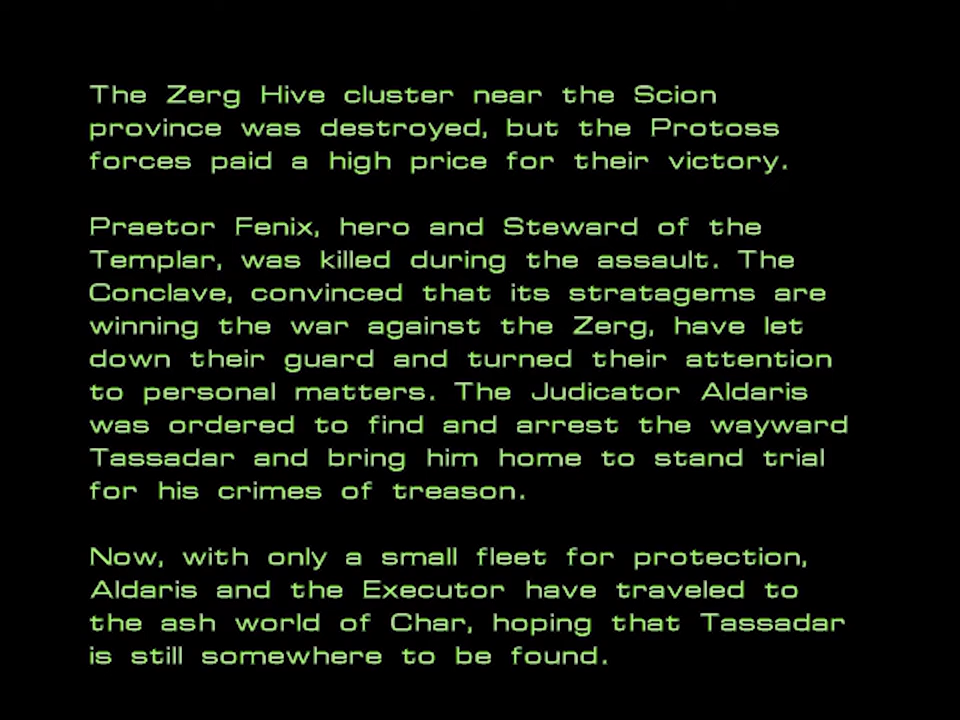 The Zerg Hive cluster near the Scion
province was destroyed, but the Protoss
forces paid a high price for their victory.
Praetor Fenix, hero and Steward of the
Templar, was killed during the assault. The
Conclave, convinced that its stratagems are
winning the war against the Zerg, have let
down their guard and turned their attention
to personal matters. The Judicator Aldaris
was ordered to find and arrest the wayward
Tassadar and bring him home to stand trial
for his crimes of treason.
Now, with only a small fleet for protection,
Aldaris and the Executor have traveled to
the ash world of Char, hoping that Tassadar
is still somewhere to be found.